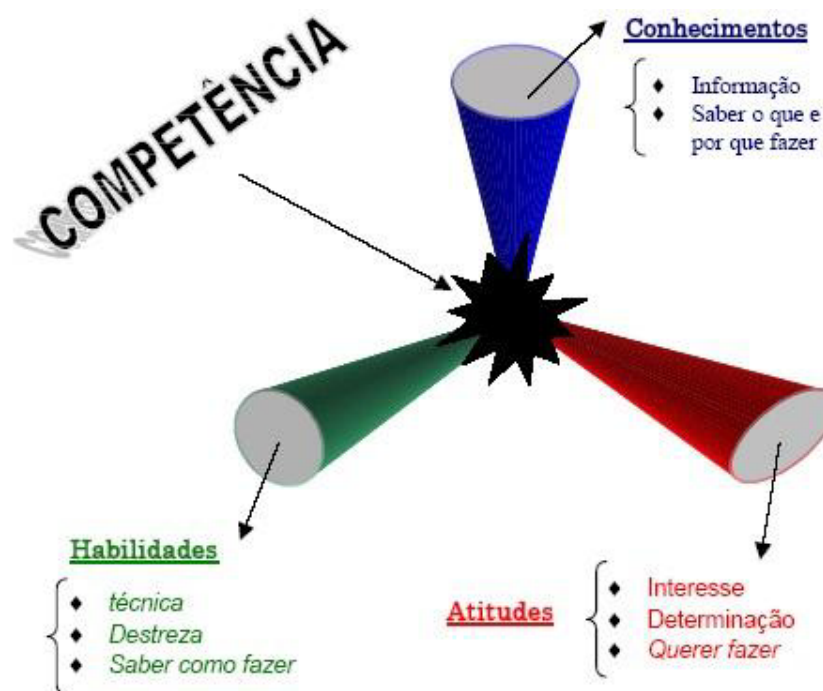 COMPETÊNCIA
Conhecimentos
♦ Informação
♦ Saber o que e
por que fazer
Habilidades
♦ técnica
♦ Destreza
♦ Saber como fazer
Atitudes
♦ Interesse
♦ Determinação
♦ Querer fazer